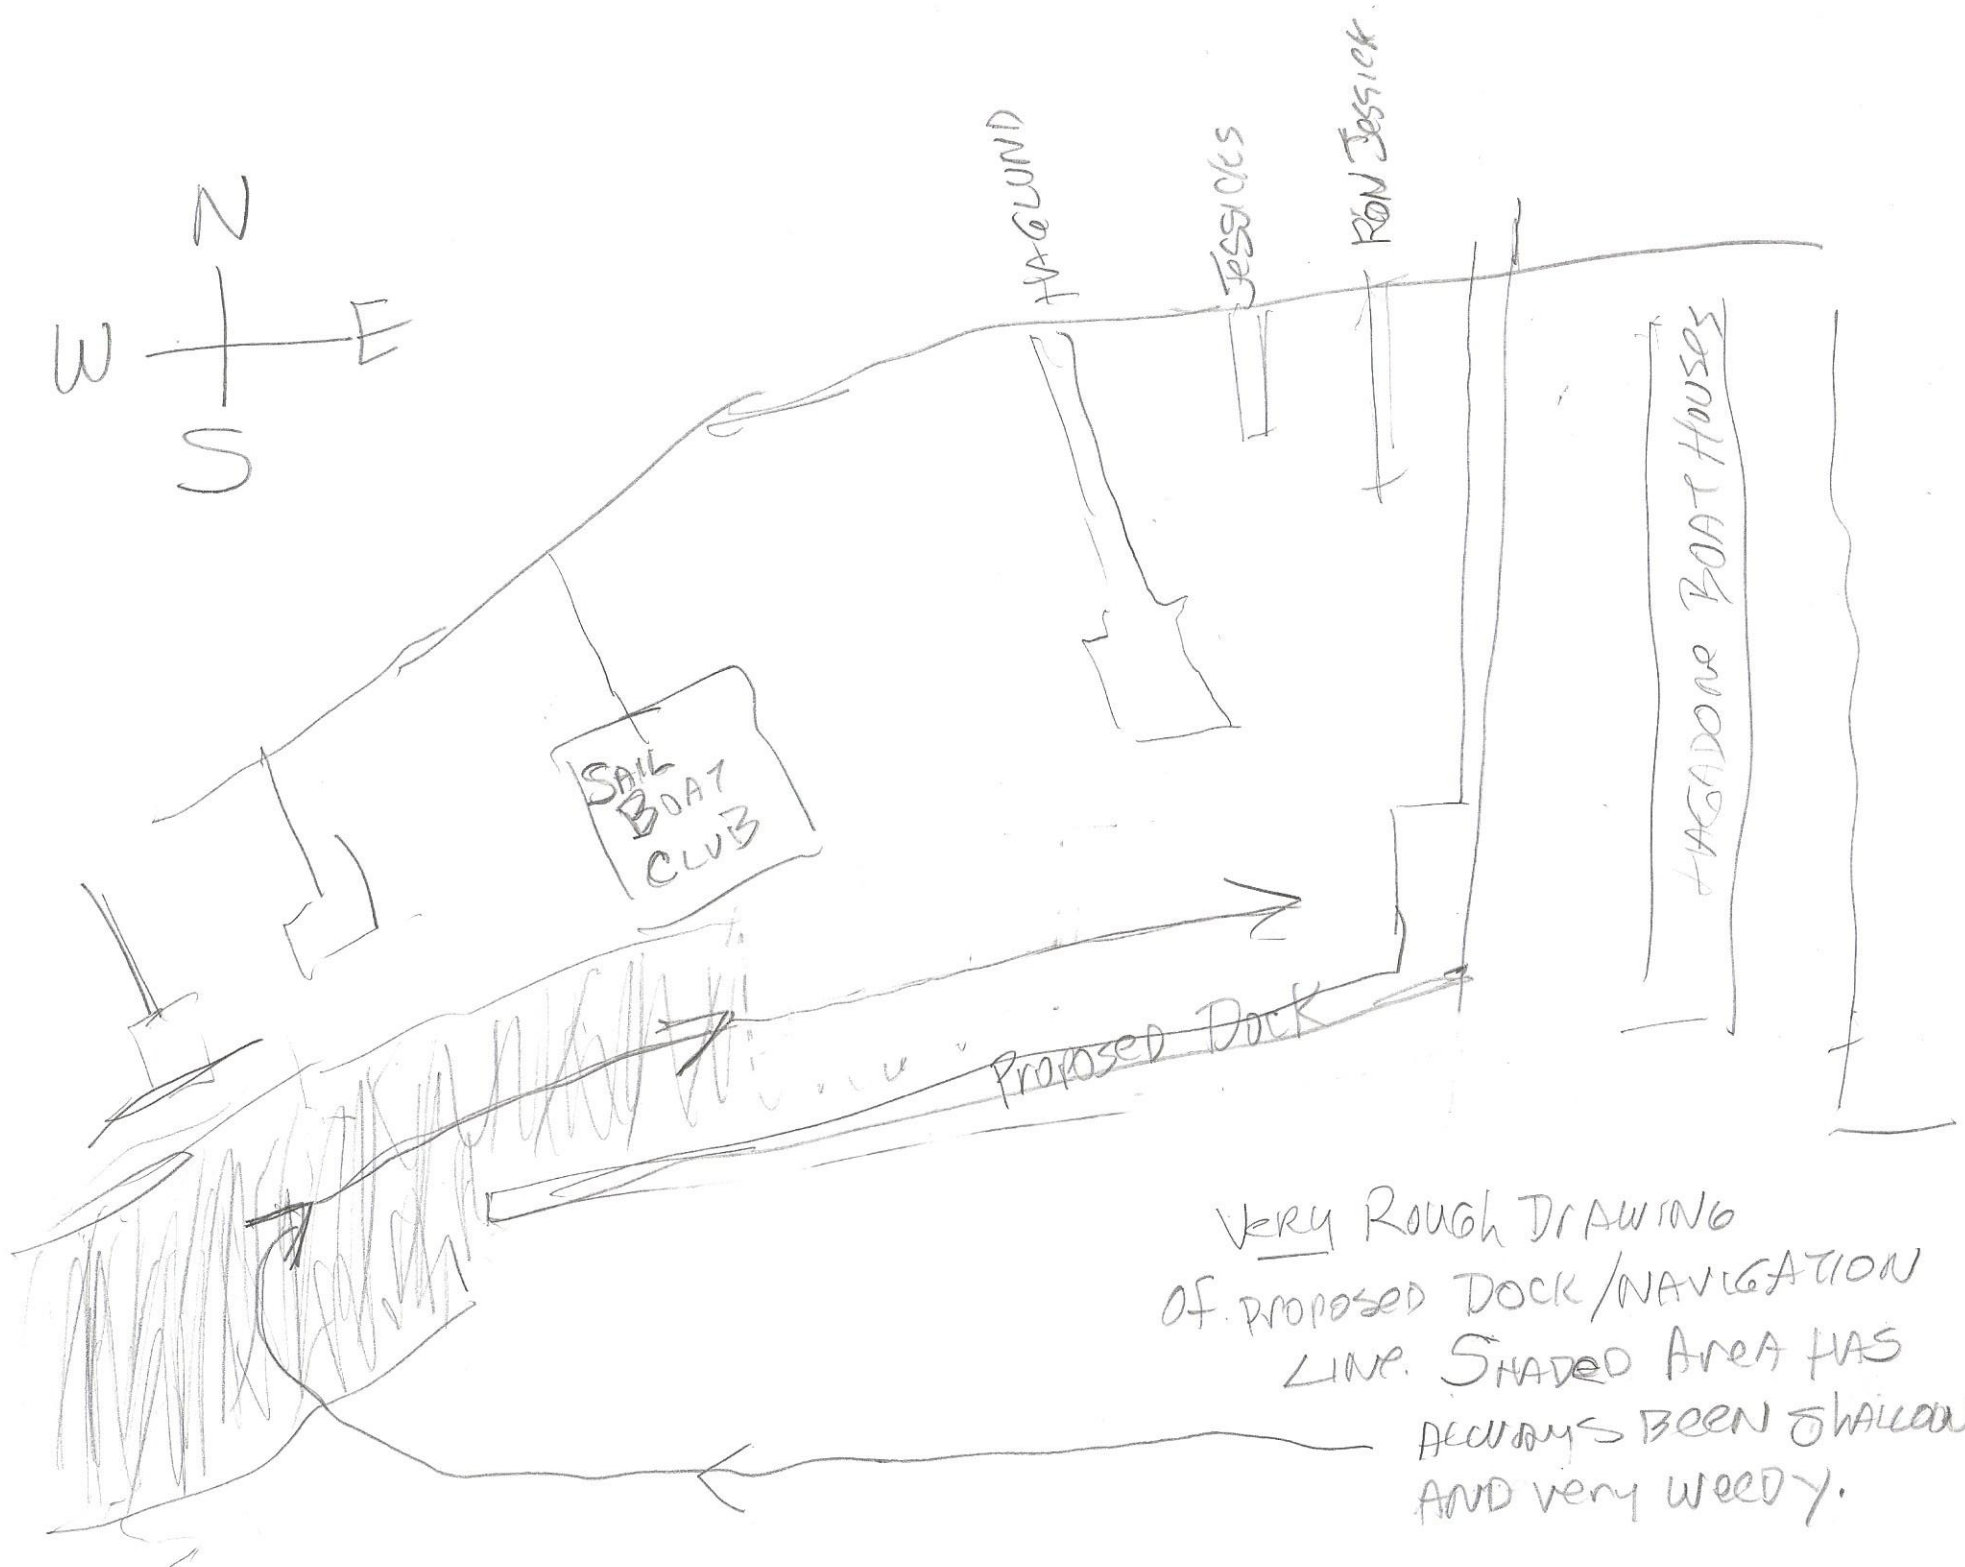 N
W E
S
HAGLUND
Jessicks
RON Jessick
HAGADONE BOAT HOUSES
SAIL
BOAT
CLUB
Proposed Dock
VERY ROUGH DRAWING
OF PROPOSED DOCK/NAVIGATION
LINE. SHADED AREA HAS
ALWAYS BEEN SHALLOW
AND very weedy.